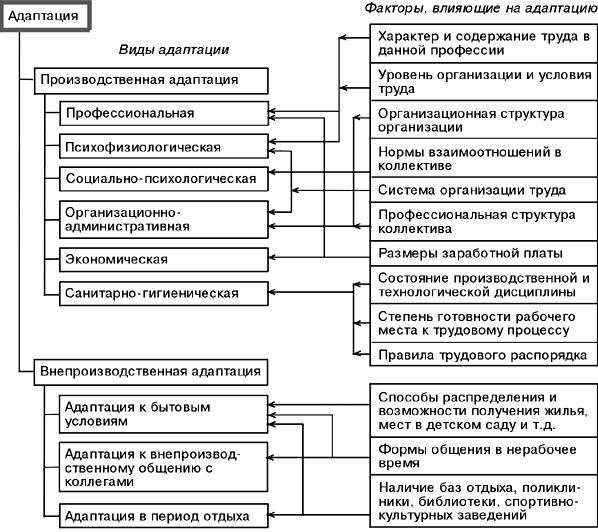 Адаптация
Факторы, влияющие на адаптацию
Виды адаптации
Производственная адаптация
Профессиональная
Психофизиологическая
Социально-психологическая
Организационно-
административная
Экономическая
Санитарно-гигиеническая
Характер и содержание труда в
данной профессии
Уровень организации и условия
труда
Организационная структура
организации
Нормы взаимоотношений в
коллективе
Система организации труда
Профессиональная структура
коллектива
Размеры заработной платы
Состояние производственной и
технологической дисциплины
Степень готовности рабочего
места к трудовому процессу
Правила трудового распорядка
Внепроизводственная адаптация
Адаптация к бытовым
условиям
Адаптация к внепроизвод-
ственному общению с
коллегами
Адаптация в период отдыха
Способы распределения и
возможности получения жилья,
мест в детском саду и т.д.
Формы общения в нерабочее
время
Наличие баз отдыха, поликли-
ники, библиотеки, спортивно-
культурных заведений